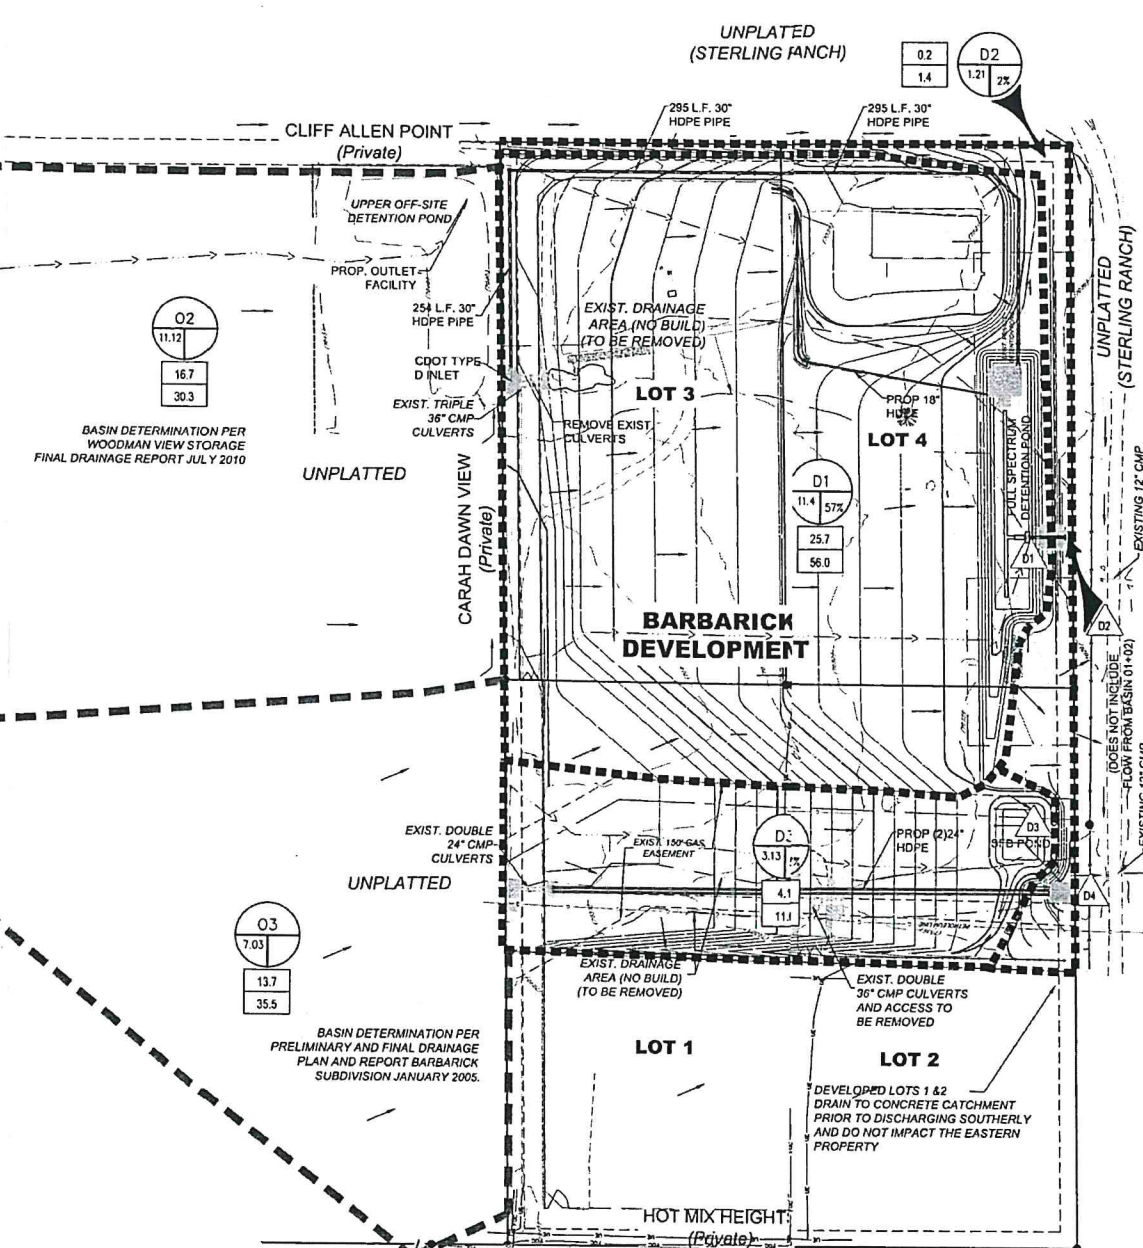 UNPLATTED
(STERLING RANCH)
0.2
1.4
D2
1.21
2%
295 L.F. 30"
HDPE PIPE
295 L.F. 30"
HDPE PIPE
CLIFF ALLEN POINT
(Private)
UPPER OFF-SITE
DETENTION POND
PROP. OUTLET
FACILITY
254 L.F. 30"
HDPE PIPE
CDOT TYPE
D INLET
EXIST. TRIPLE
36" CMP
CULVERTS
O2
11.12
16.7
30.3
BASIN DETERMINATION PER
WOODMAN VIEW STORAGE
FINAL DRAINAGE REPORT JULY 2010
UNPLATTED
EXIST. DRAINAGE
AREA (NO BUILD)
(TO BE REMOVED)
LOT 3
REMOVE EXIST.
CULVERTS
PROP 18"
HDPE
LOT 4
FULL SPECTRUM
DETENTION POND
UNPLATTED
(STERLING RANCH)
EXISTING 12" CMP
CARAH DAWN VIEW
(Private)
D1
11.4
57%
25.7
56.0
D1
D2
BARBARICK
DEVELOPMENT
(DOES NOT INCLUDE
FLOW FROM BASIN 01+02)
EXIST. DOUBLE
24" CMP
CULVERTS
UNPLATTED
EXIST. 150' GAS
EASEMENT
3.13
4.1
PROP (2)24"
HDPE
D3
SFB POND
D4
O3
7.03
13.7
35.5
BASIN DETERMINATION PER
PRELIMINARY AND FINAL DRAINAGE
PLAN AND REPORT BARBARICK
SUBDIVISION JANUARY 2005.
EXIST. DRAINAGE
AREA (NO BUILD)
(TO BE REMOVED)
EXIST. DOUBLE
36" CMP CULVERTS
AND ACCESS TO
BE REMOVED
LOT 1
LOT 2
DEVELOPED LOTS 1 &2
DRAIN TO CONCRETE CATCHMENT
PRIOR TO DISCHARGING SOUTHERLY
AND DO NOT IMPACT THE EASTERN
PROPERTY
HOT MIX HEIGHT
(Private)